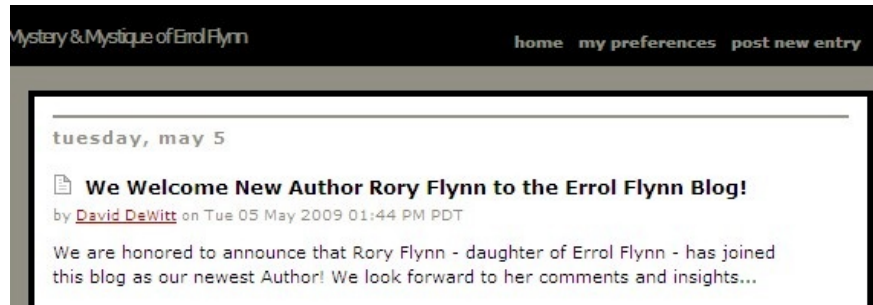 Mystery & Mystique of Errol Flynn
home my preferences post new entry
tuesday, may 5
We Welcome New Author Rory Flynn to the Errol Flynn Blog!
by David DeWitt on Tue 05 May 2009 01:44 PM PDT
We are honored to announce that Rory Flynn - daughter of Errol Flynn - has joined
this blog as our newest Author! We look forward to her comments and insights...